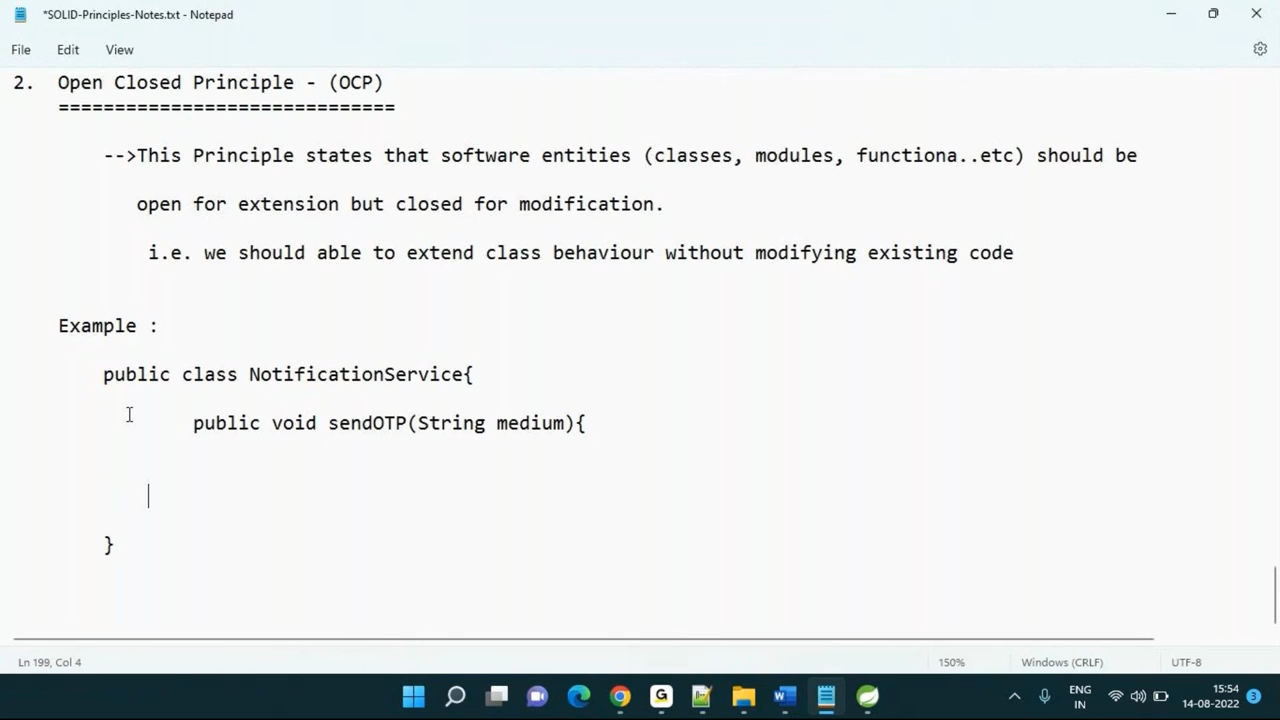 *SOLID-Principles-Notes.txt - Notepad
File Edit View
2. Open Closed Principle - (OCP)
==============================
-->This Principle states that software entities (classes, modules, functiona..etc) should be
open for extension but closed for modification.
i.e. we should able to extend class behaviour without modifying existing code
Example :
public class NotificationService{
public void sendOTP(String medium){
}
Ln 199, Col 4 150% Windows (CRLF) UTF-8
ENG 15:54
IN 14-08-2022 3